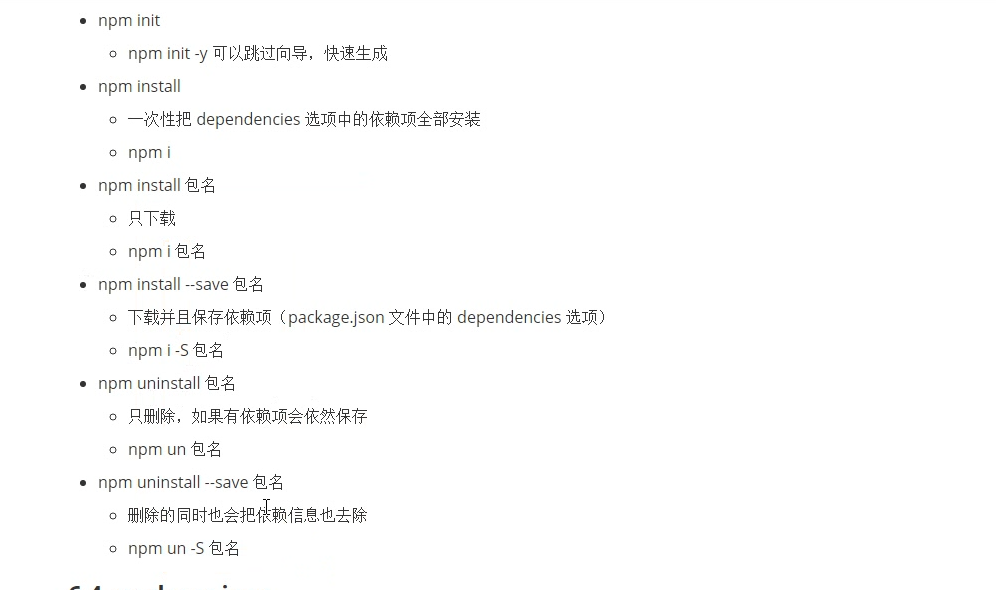 npm init
npm init -y 可以跳过向导，快速生成
npm install
一次性把 dependencies 选项中的依赖项全部安装
npm i
npm install 包名
只下载
npm i 包名
npm install --save 包名
下载并且保存依赖项（package.json 文件中的 dependencies 选项）
npm i -S 包名
npm uninstall 包名
只删除，如果有依赖项会依然保存
npm un 包名
npm uninstall --save 包名
删除的同时也会把依赖信息也去除
npm un -S 包名